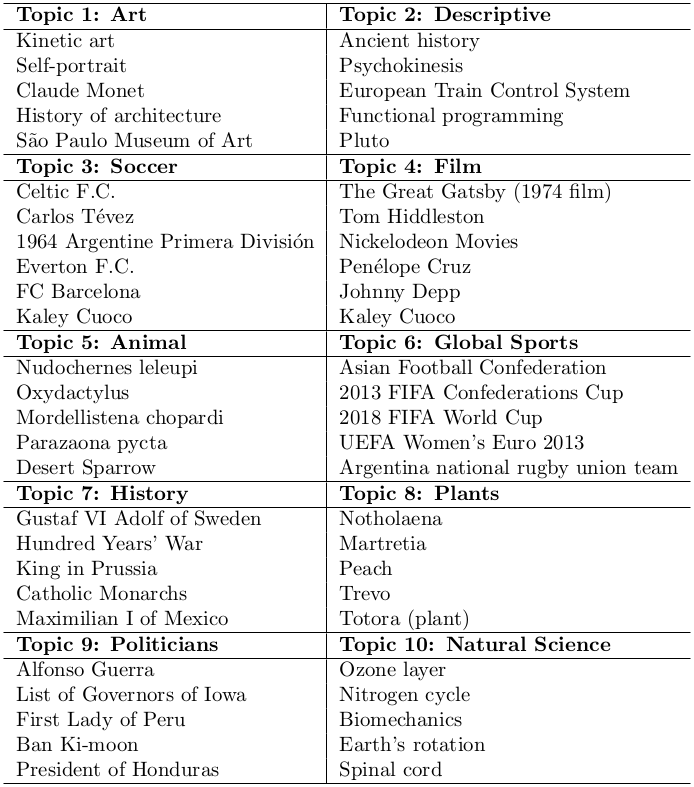 Topic 1: Art
Topic 2: Descriptive
Kinetic art
Ancient history
Self-portrait
Psychokinesis
Claude Monet
European Train Control System
History of architecture
Functional programming
São Paulo Museum of Art
Pluto
Topic 3: Soccer
Topic 4: Film
Celtic F.C.
The Great Gatsby (1974 film)
Carlos Tévez
Tom Hiddleston
1964 Argentine Primera División
Nickelodeon Movies
Everton F.C.
Penélope Cruz
FC Barcelona
Johnny Depp
Kaley Cuoco
Kaley Cuoco
Topic 5: Animal
Topic 6: Global Sports
Nudochernes leleupi
Asian Football Confederation
Oxydactylus
2013 FIFA Confederations Cup
Mordellistena chopardi
2018 FIFA World Cup
Parazaona pycta
UEFA Women's Euro 2013
Desert Sparrow
Argentina national rugby union team
Topic 7: History
Topic 8: Plants
Gustaf VI Adolf of Sweden
Notholaena
Hundred Years' War
Martretia
King in Prussia
Peach
Catholic Monarchs
Trevo
Maximilian I of Mexico
Totora (plant)
Topic 9: Politicians
Topic 10: Natural Science
Alfonso Guerra
Ozone layer
List of Governors of Iowa
Nitrogen cycle
First Lady of Peru
Biomechanics
Ban Ki-moon
Earth's rotation
President of Honduras
Spinal cord